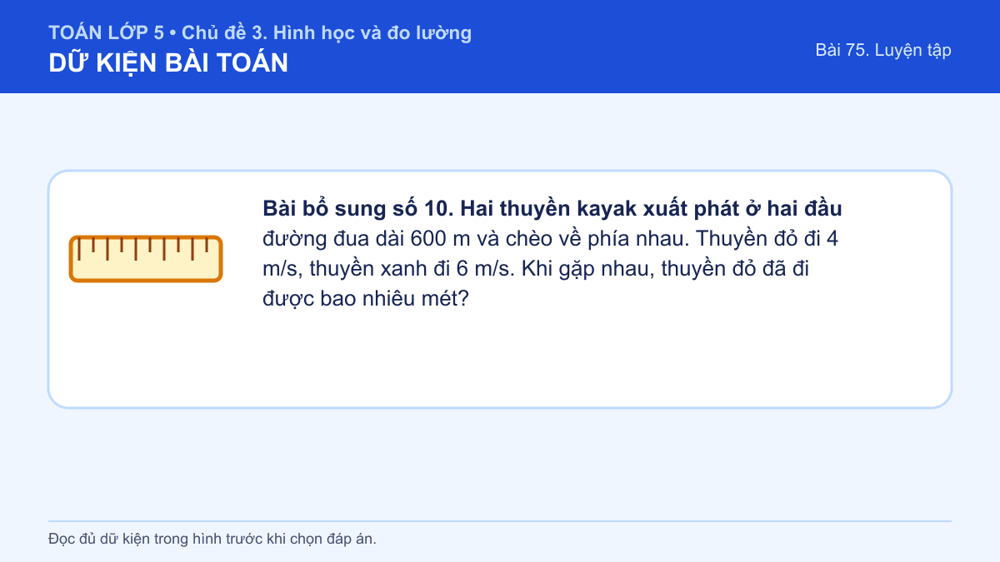 TOÁN LỚP 5 • Chủ đề 3. Hình học và đo lường
DỮ KIỆN BÀI TOÁN
Bài 75. Luyện tập
Bài bổ sung số 10. Hai thuyền kayak xuất phát ở hai đầu
đường đua dài 600 m và chèo về phía nhau. Thuyền đỏ đi 4
m/s, thuyền xanh đi 6 m/s. Khi gặp nhau, thuyền đỏ đã đi
được bao nhiêu mét?
Đọc đủ dữ kiện trong hình trước khi chọn đáp án.